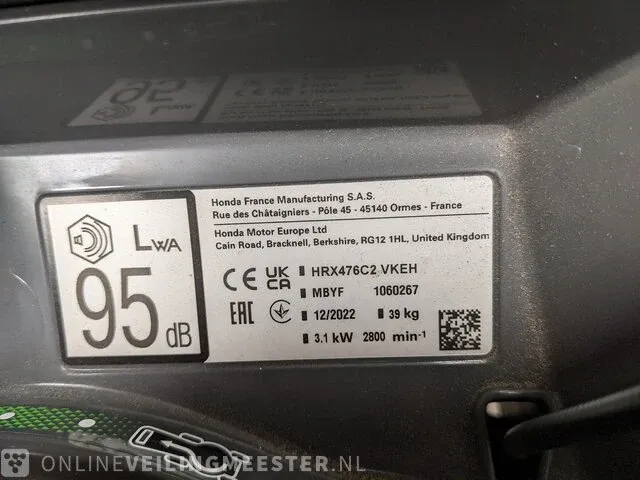 Honda France Manufacturing S.A.S.
Rue des Châtaigniers - Pôle 45 - 45140 Ormes - France
Honda Motor Europe Ltd
Cain Road, Bracknell, Berkshire, RG12 1HL, United Kingdom
LWA
95 dB
CE UK CA HRX476C2 VKEH
MBYF 1060267
EAC 12/2022 39 kg
3.1 kW 2800 min-1
ONLINEVEILINGMEESTER.NL